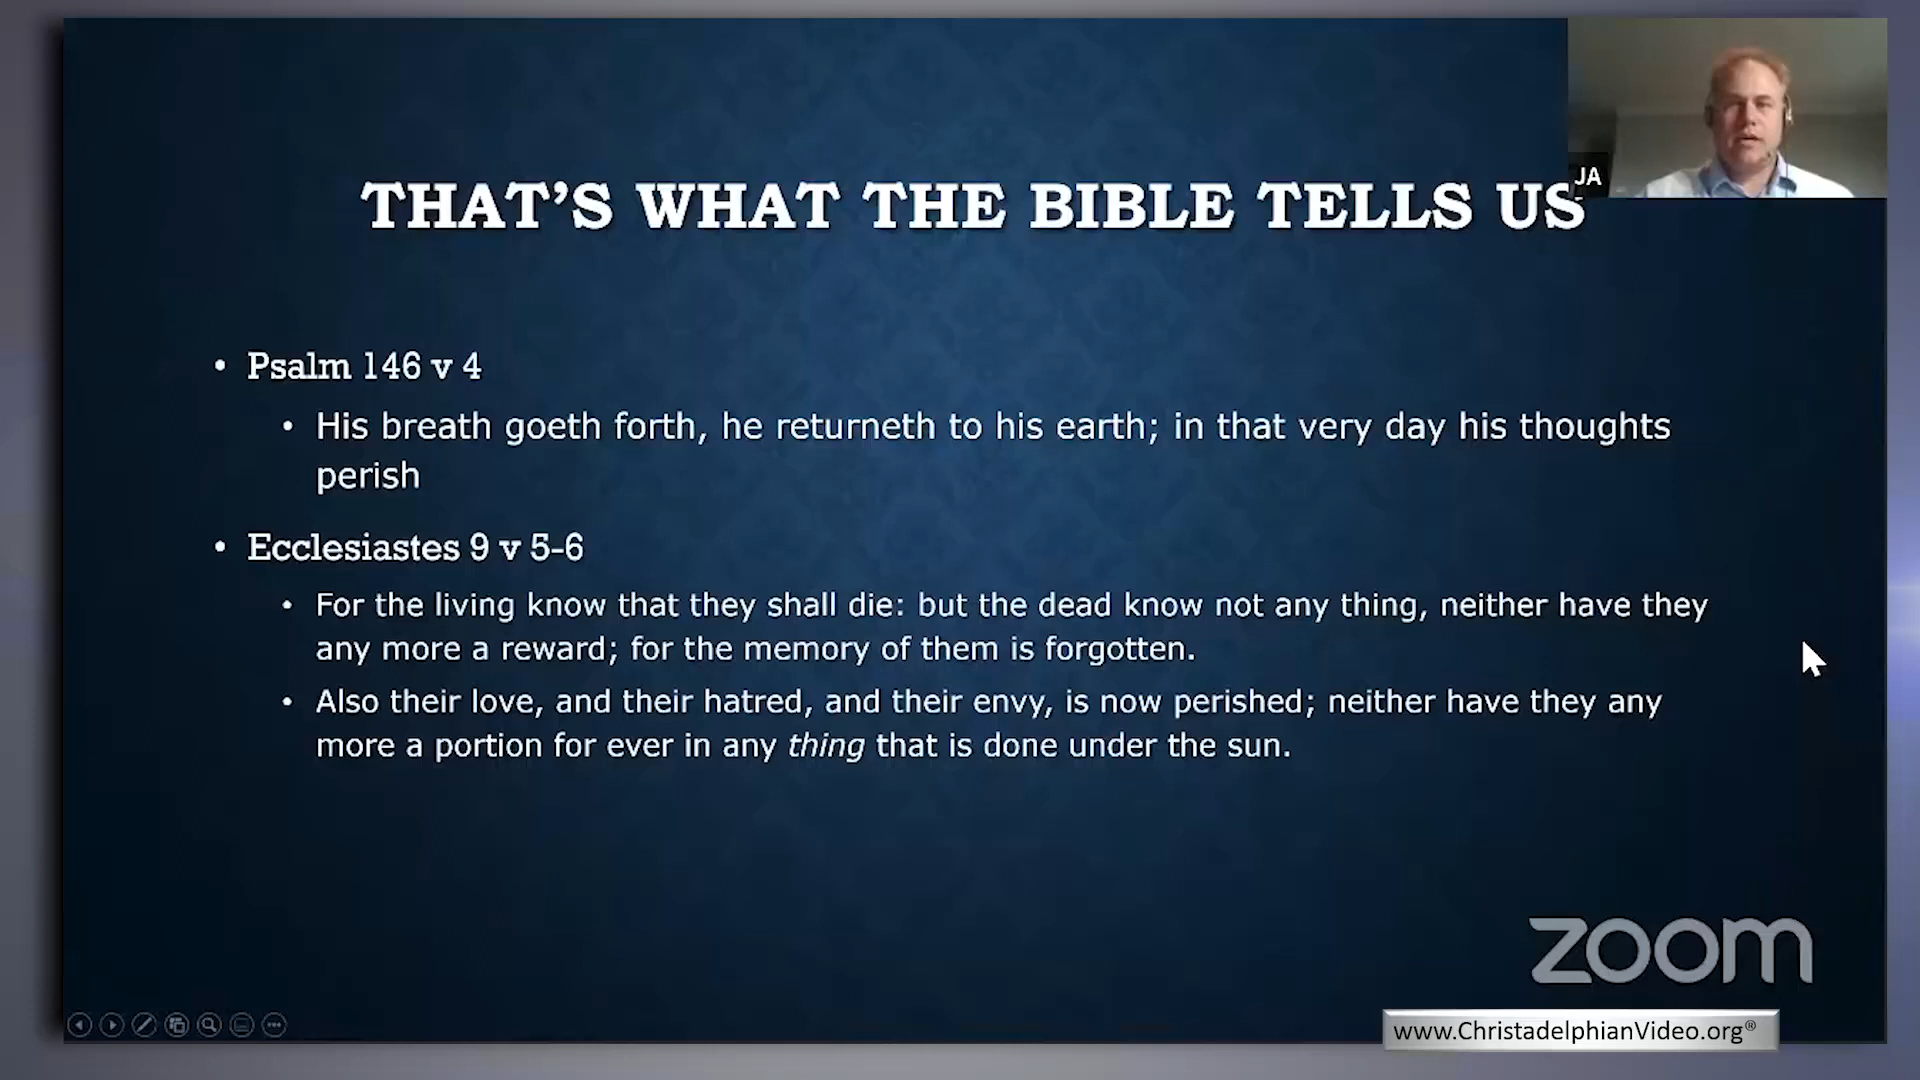 JA
THAT’S WHAT THE BIBLE TELLS US
• Psalm 146 v 4
• His breath goeth forth, he returneth to his earth; in that very day his thoughts
perish
• Ecclesiastes 9 v 5-6
• For the living know that they shall die: but the dead know not any thing, neither have they
any more a reward; for the memory of them is forgotten.
• Also their love, and their hatred, and their envy, is now perished; neither have they any
more a portion for ever in any thing that is done under the sun.
zoom
www.ChristadelphianVideo.org®